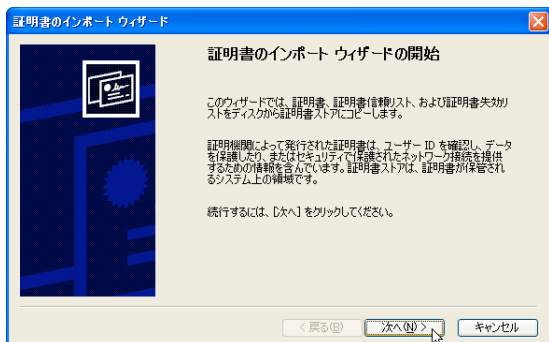 証明書のインポート ウィザード
証明書のインポート ウィザードの開始
このウィザードでは、証明書、証明書信頼リスト、および証明書失効リ
ストをディスクから証明書ストアにコピーします。
証明機関によって発行された証明書は、ユーザー ID を確認し、データ
を保護したり、またはセキュリティで保護されたネットワーク接続を提供
するための情報を含んでいます。証明書ストアは、証明書が保管され
るシステム上の領域です。
続行するには、[次へ] をクリックしてください。
< 戻る(B) 次へ(N) > キャンセル